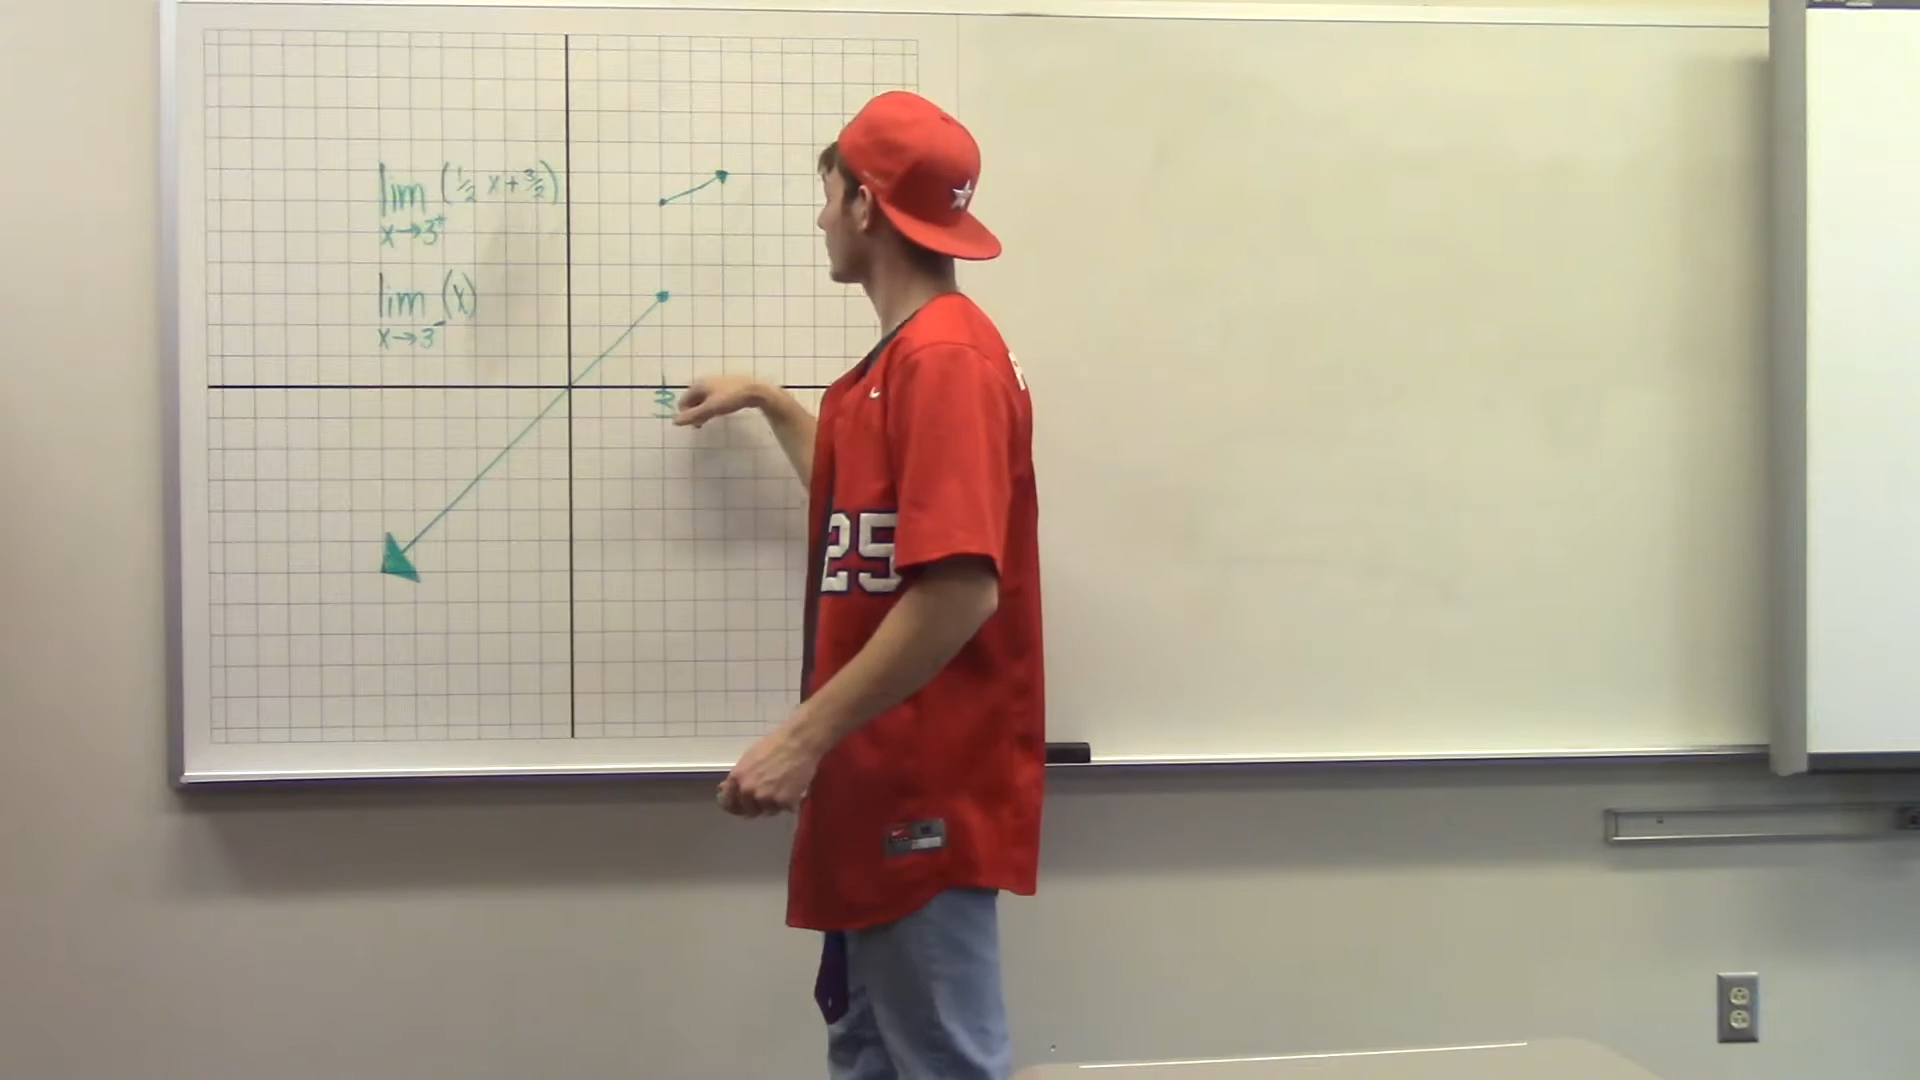 lim (1/2 x + 3/2)
x→3⁺
lim (x)
x→3⁻
3
25